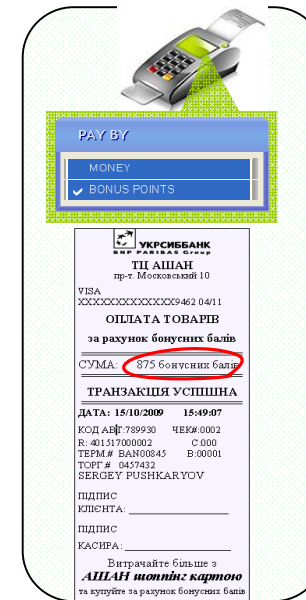 PAY BY
MONEY
BONUS POINTS
УКРСИББАНК
BNP PARIBAS Group
ТЦ АШАН
пр-т. Московський 10
VISA
XXXXXXXXXXXXX9462 04/11
ОПЛАТА ТОВАРІВ
за рахунок бонусних балів
СУМА: 875 бонусних балів
ТРАНЗАКЦІЯ УСПІШНА
ДАТА: 15/10/2009 15:49:07
КОД АВТ:789930 ЧЕК#:0002
R: 401517000002 C:000
ТЕРМ.# BAN00845 B:00001
ТОРГ.# 0457432
SERGEY PUSHKARYOV
ПІДПИС
КЛІЄНТА:
ПІДПИС
КАСИРА:
Витрачайте більше з
АШАН шоппінг картою
та купуйте за рахунок бонусних балів